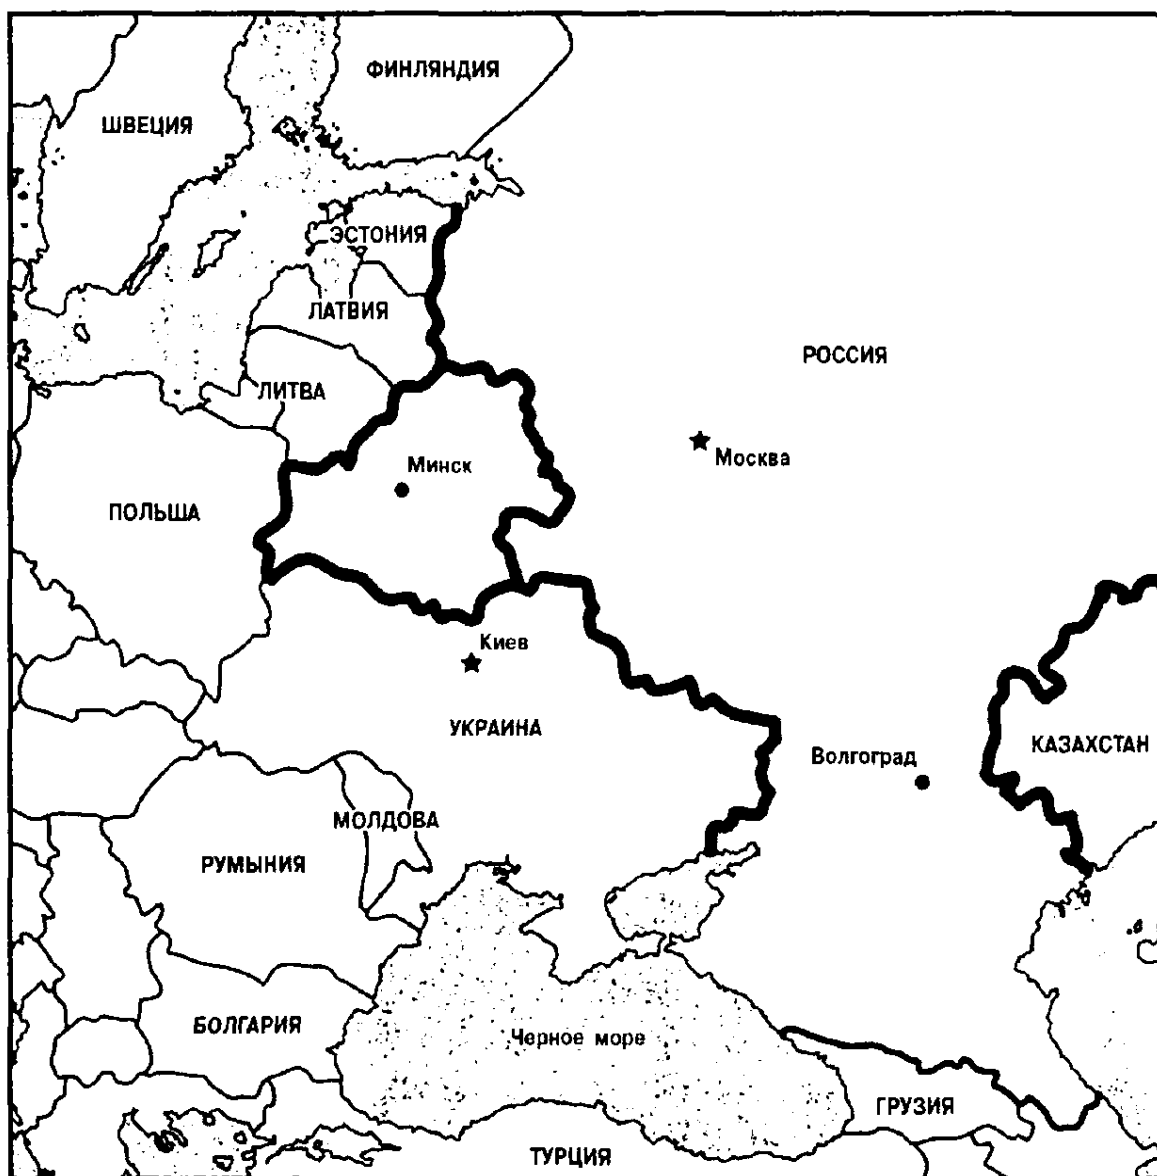 ФИНЛЯНДИЯ
ШВЕЦИЯ
ЭСТОНИЯ
ЛАТВИЯ
РОССИЯ
ЛИТВА
Москва
Минск
ПОЛЬША
Киев
УКРАИНА
КАЗАХСТАН
Волгоград
МОЛДОВА
РУМЫНИЯ
БОЛГАРИЯ
Черное море
ГРУЗИЯ
ТУРЦИЯ